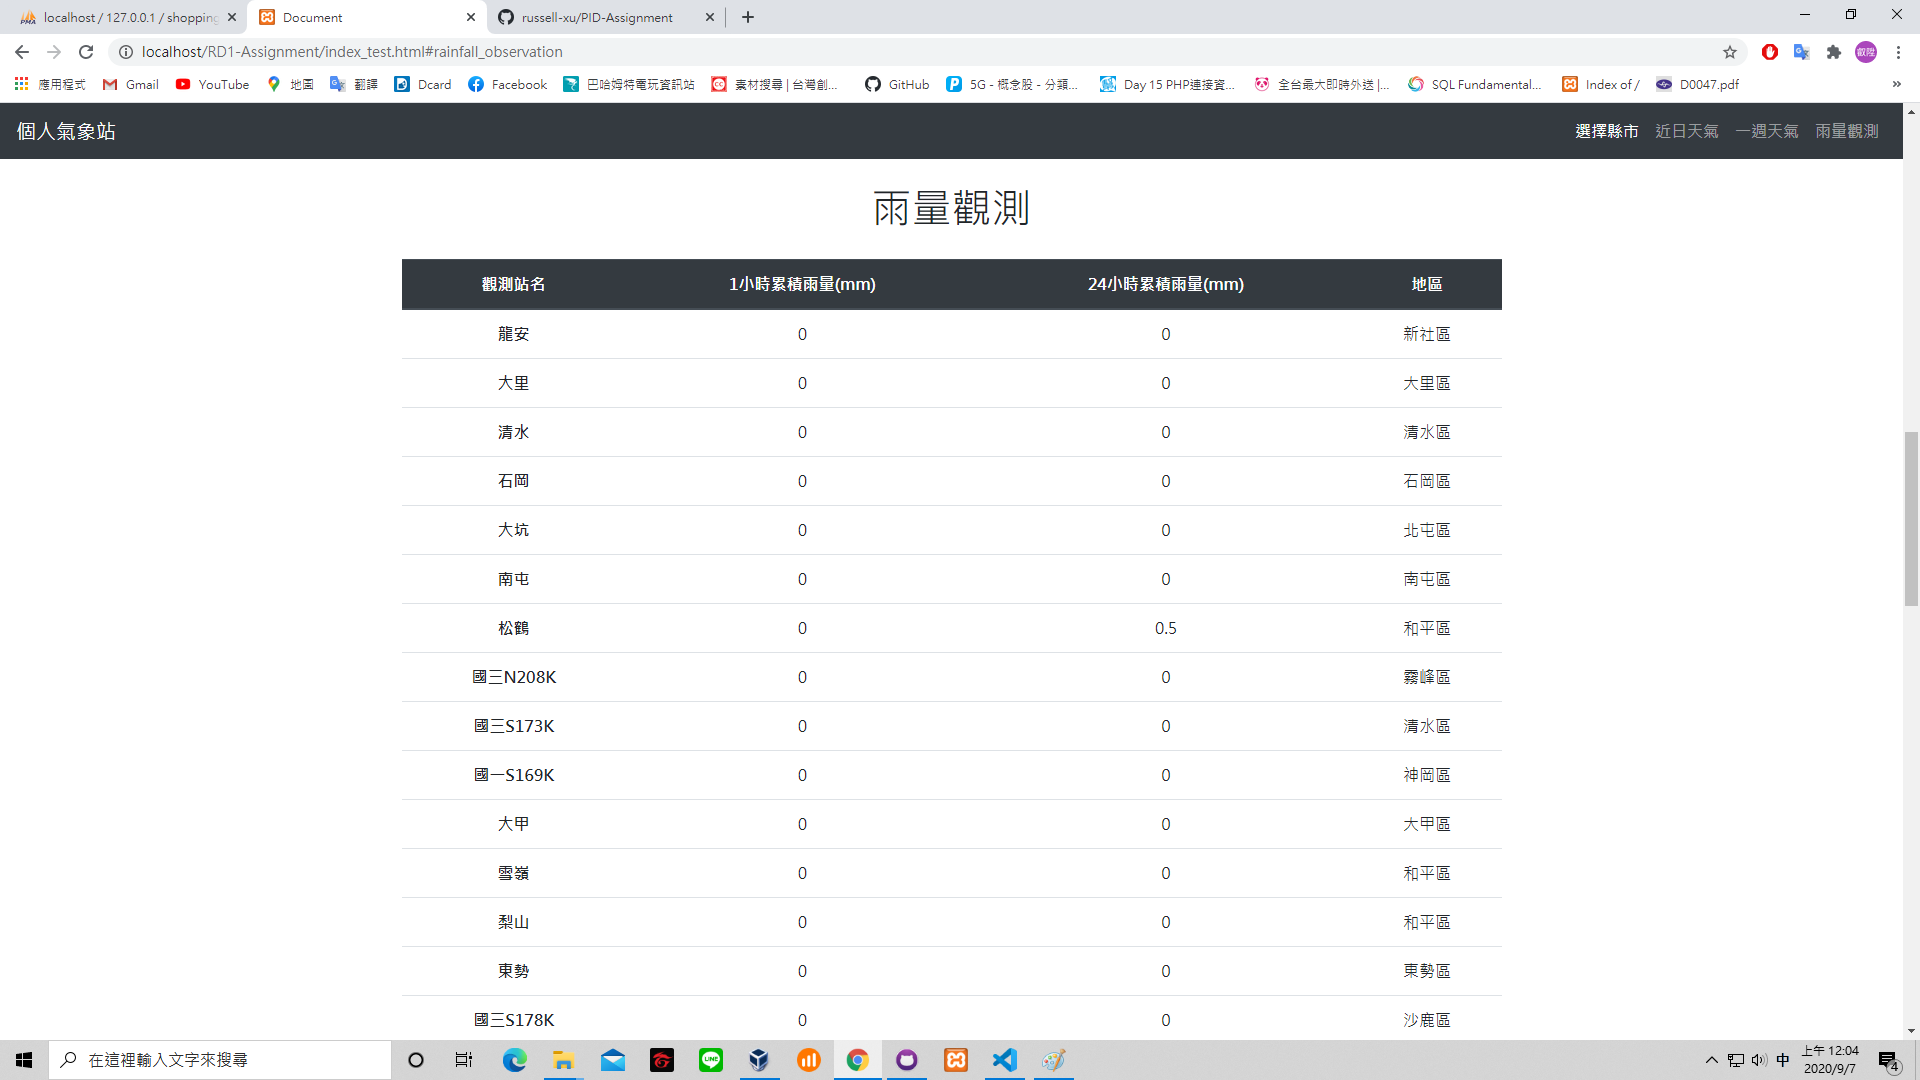 localhost / 127.0.0.1 / shopping
Document
russell-xu/PID-Assignment
localhost/RD1-Assignment/index_test.html#rainfall_observation
應用程式 Gmail YouTube 地圖 翻譯 Dcard Facebook 巴哈姆特電玩資訊站 素材搜尋 | 台灣創... GitHub 5G - 概念股 - 分類... Day 15 PHP連接資... 全台最大即時外送 |... SQL Fundamental... Index of / D0047.pdf »
個人氣象站 選擇縣市 近日天氣 一週天氣 雨量觀測
雨量觀測
觀測站名 1小時累積雨量(mm) 24小時累積雨量(mm) 地區
龍安 0 0 新社區
大里 0 0 大里區
清水 0 0 清水區
石岡 0 0 石岡區
大坑 0 0 北屯區
南屯 0 0 南屯區
松鶴 0 0.5 和平區
國三N208K 0 0 霧峰區
國三S173K 0 0 清水區
國一S169K 0 0 神岡區
大甲 0 0 大甲區
雪嶺 0 0 和平區
梨山 0 0 和平區
東勢 0 0 東勢區
國三S178K 0 0 沙鹿區
在這裡輸入文字來搜尋
中
上午 12:04
2020/9/7
4